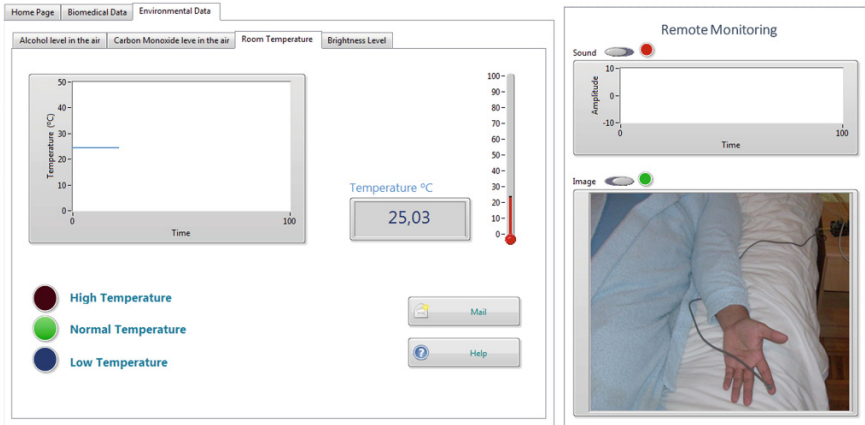 Home Page
Biomedical Data
Environmental Data
Alcohol level in the air
Carbon Monoxide leve in the air
Room Temperature
Brightness Level
50
40
30
20
10
0
Temperature (ºC)
0
100
Time
Temperature ºC
25,03
100
90
80
70
60
50
40
30
20
10
0
High Temperature
Normal Temperature
Low Temperature
Mail
Help
Remote Monitoring
Sound
10
0
-10
Amplitude
0
100
Time
Image